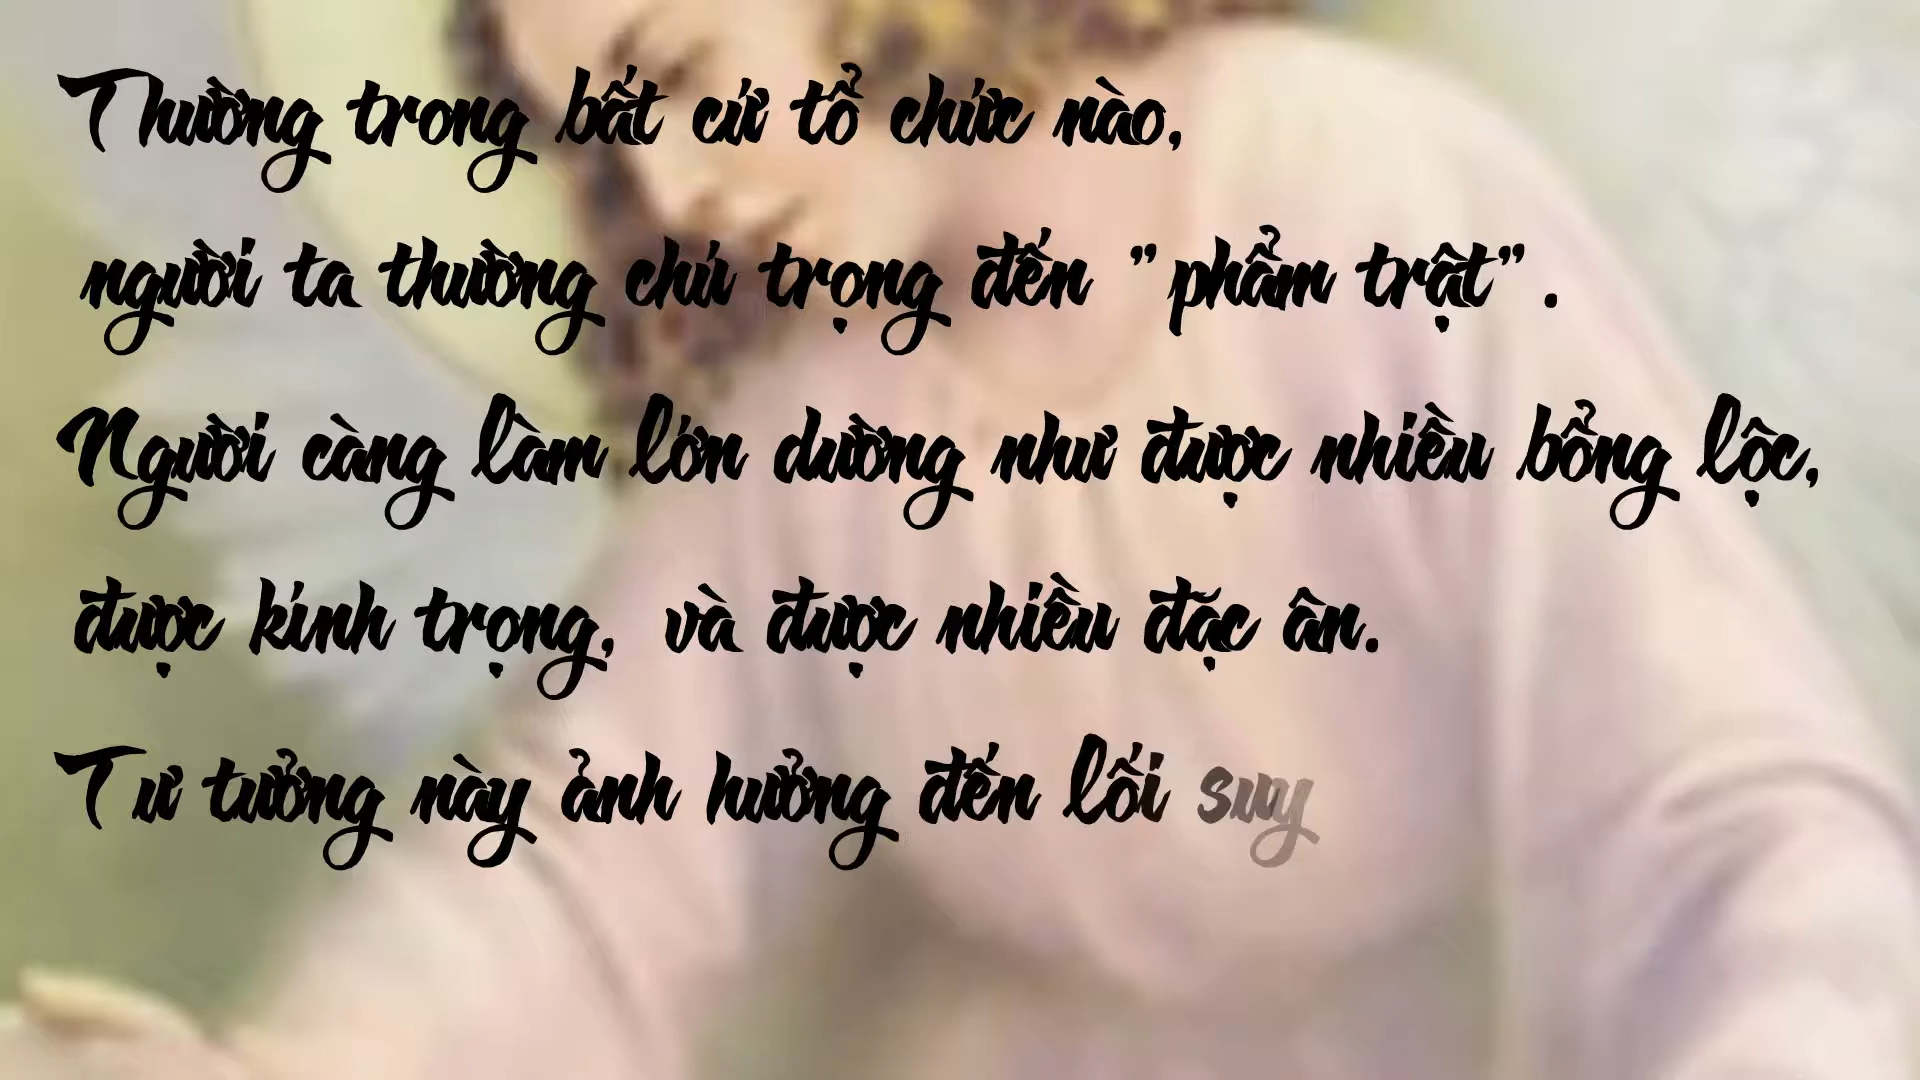 Thường trong bất cứ tổ chức nào,
người ta thường chú trọng đến "phẩm trật".
Người càng làm lớn dường như được nhiều bổng lộc,
được kính trọng, và được nhiều đặc ân.
Tư tưởng này ảnh hưởng đến lối suy